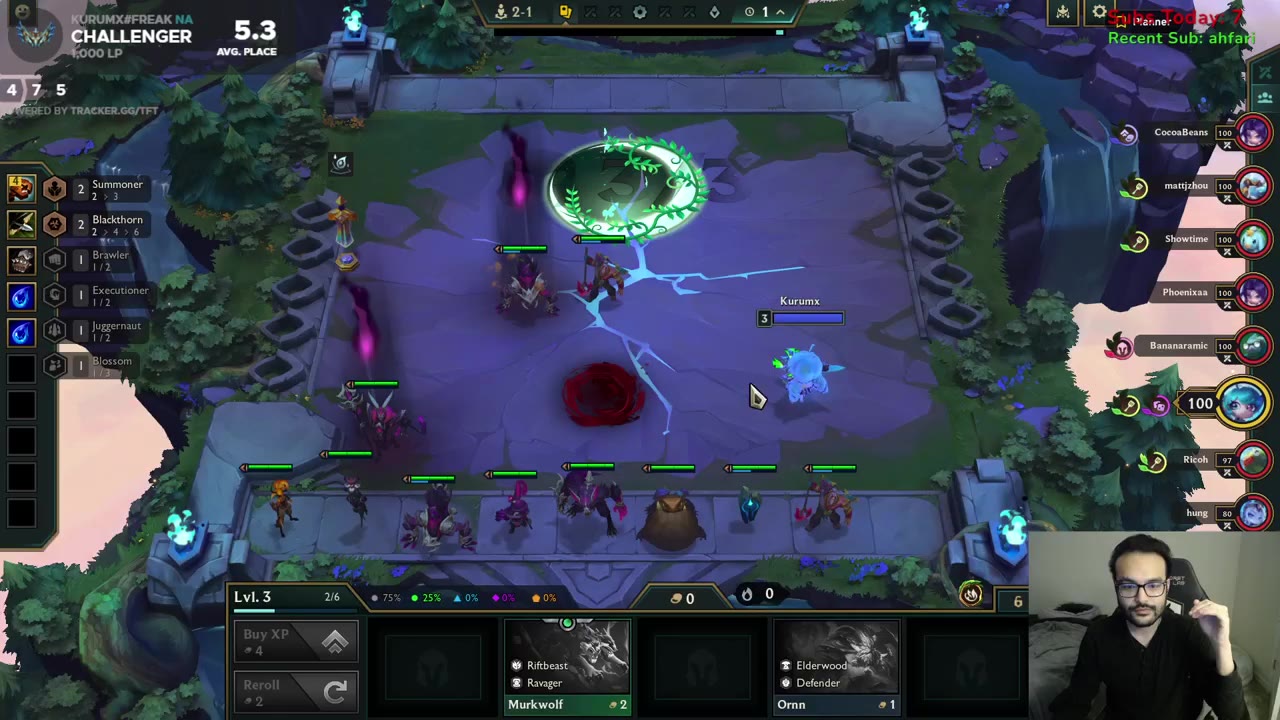 KURUMX#FREAK NA
CHALLENGER
1,000 LP
5.3
AVG. PLACE
4 7 5
WERED BY TRACKER.GG/TFT
2-1
1
Subs Today: 7
Planner
Recent Sub: ahfari
2 Summoner
2 > 3
2 Blackthorn
2 > 4 > 6
1 Brawler
1 / 2
1 Executioner
1 / 2
1 Juggernaut
1 / 2
1 Blossom
1 / 3
CocoaBeans 100
mattjzhou 100
Showtime 100
Phoenixaa 100
Bananaramic 100
100
Ricoh 97
hung 80
Kurumx
3
Lvl. 3 2/6
75% 25% 0% 0% 0%
0
0
6
Buy XP
4
Reroll
2
Riftbeast
Ravager
Murkwolf 2
Elderwood
Defender
Ornn 1